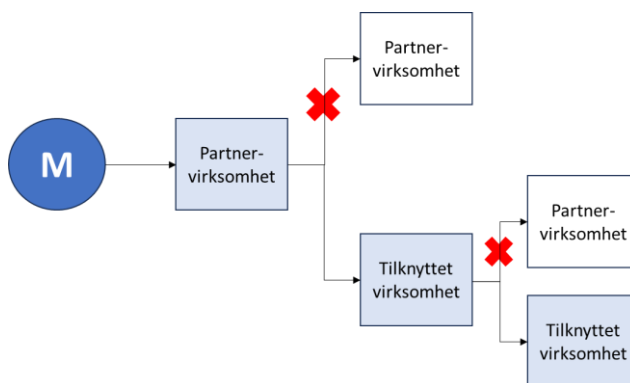 Partner-
virksomhet
M
Partner-
virksomhet
Partner-
virksomhet
Tilknyttet
virksomhet
Tilknyttet
virksomhet